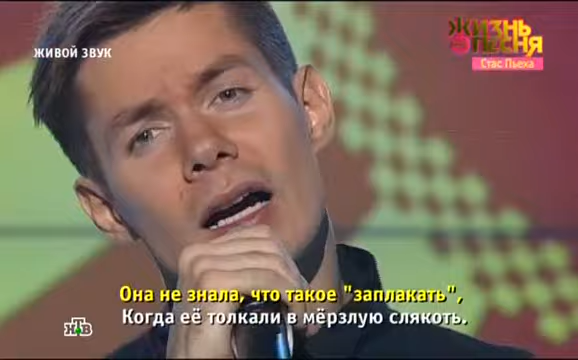 ЖИВОЙ ЗВУК
ЖИЗНЬ
ПЕСНЯ
Стас Пьеха
Она не знала, что такое "заплакать",
Когда её толкали в мёрзлую слякоть.
НТВ